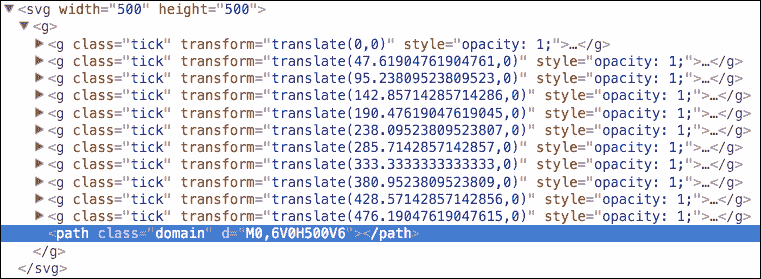 ▼<svg width="500" height="500">
▼<g>
▶<g class="tick" transform="translate(0,0)" style="opacity: 1;">…</g>
▶<g class="tick" transform="translate(47.61904761904761,0)" style="opacity: 1;">…</g>
▶<g class="tick" transform="translate(95.23809523809523,0)" style="opacity: 1;">…</g>
▶<g class="tick" transform="translate(142.85714285714286,0)" style="opacity: 1;">…</g>
▶<g class="tick" transform="translate(190.47619047619045,0)" style="opacity: 1;">…</g>
▶<g class="tick" transform="translate(238.09523809523807,0)" style="opacity: 1;">…</g>
▶<g class="tick" transform="translate(285.7142857142857,0)" style="opacity: 1;">…</g>
▶<g class="tick" transform="translate(333.3333333333333,0)" style="opacity: 1;">…</g>
▶<g class="tick" transform="translate(380.9523809523809,0)" style="opacity: 1;">…</g>
▶<g class="tick" transform="translate(428.57142857142856,0)" style="opacity: 1;">…</g>
▶<g class="tick" transform="translate(476.19047619047615,0)" style="opacity: 1;">…</g>
<path class="domain" d="M0,6V0H500V6"></path>
</g>
</svg>